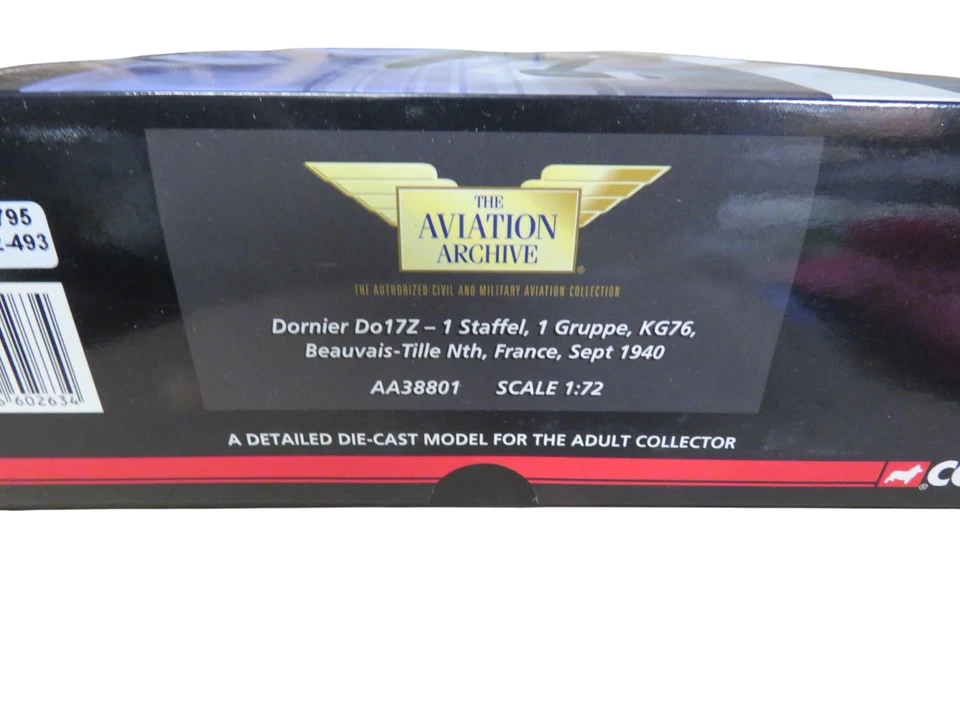 795
-493
602634
THE
AVIATION
ARCHIVE
®
THE AUTHORIZED CIVIL AND MILITARY AVIATION COLLECTION
Dornier Do17Z – 1 Staffel, 1 Gruppe, KG76,
Beauvais-Tille Nth, France, Sept 1940
AA38801 SCALE 1:72
A DETAILED DIE-CAST MODEL FOR THE ADULT COLLECTOR
®